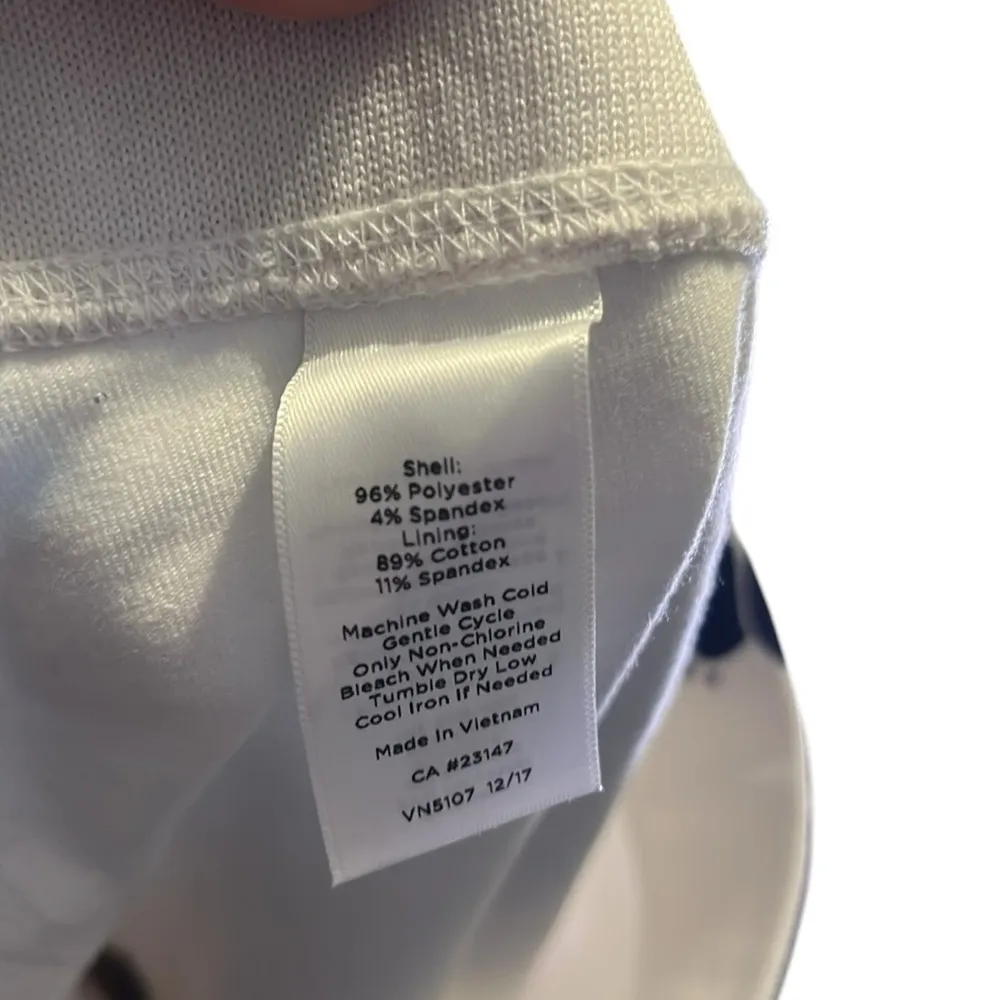 Shell:
96% Polyester
4% Spandex
Lining:
89% Cotton
11% Spandex
Machine Wash Cold
Gentle Cycle
Only Non-Chlorine
Bleach When Needed
Tumble Dry Low
Cool Iron If Needed
Made In Vietnam
CA #23147
VN5107 12/17